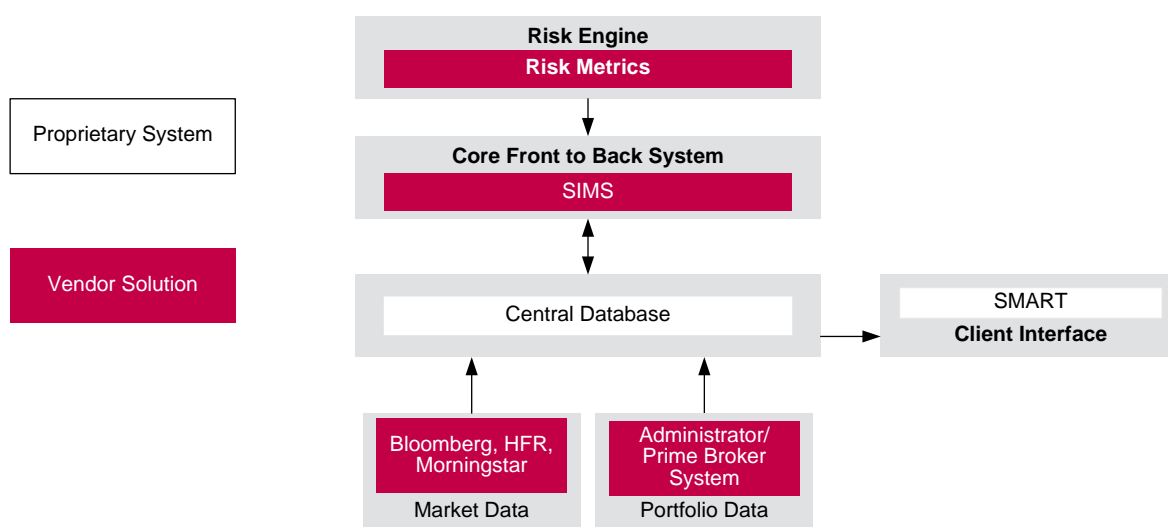 Risk Engine
Risk Metrics
Proprietary System
Core Front to Back System
SIMS
Vendor Solution
Central Database
SMART
Client Interface
Bloomberg, HFR,
Morningstar
Market Data
Administrator/
Prime Broker
System
Portfolio Data